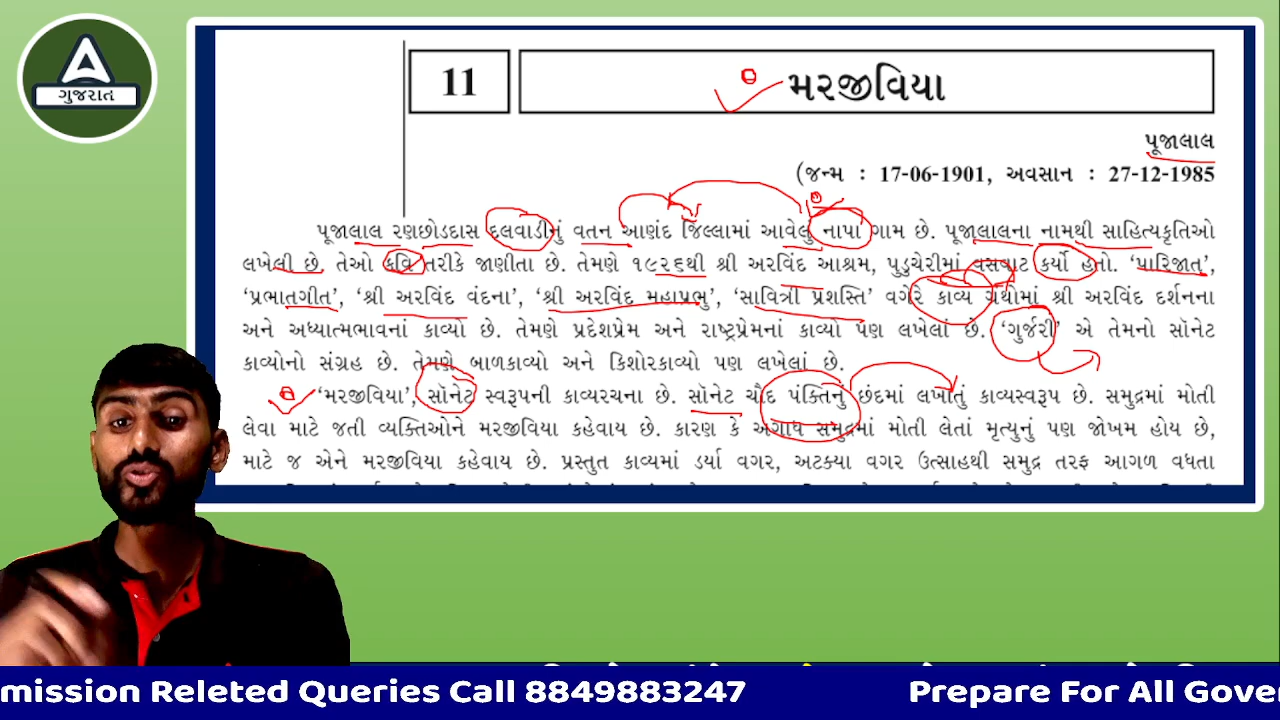 ગુજરાત
11
મરજીવિયા
પૂજાલાલ
(જન્મ : 17-06-1901, અવસાન : 27-12-1985
પૂજાલાલ રણછોડદાસ દલવાડીનું વતન આણંદ જિલ્લામાં આવેલું નાપા ગામ છે. પૂજાલાલના નામથી સાહિત્યકૃતિઓ
લખેલી છે. તેઓ કવિ તરીકે જાણીતા છે. તેમણે ૧૯૨૬થી શ્રી અરવિંદ આશ્રમ, પુડુચેરીમાં વસવાટ કર્યો હતો. ‘પારિજાત’,
‘પ્રભાતગીત’, ‘શ્રી અરવિંદ વંદના’, ‘શ્રી અરવિંદ મહાપ્રભુ’, ‘સાવિત્રી પ્રશસ્તિ’ વગેરે કાવ્ય ગ્રંથોમાં શ્રી અરવિંદ દર્શનના
અને અધ્યાત્મભાવનાં કાવ્યો છે. તેમણે પ્રદેશપ્રેમ અને રાષ્ટ્રપ્રેમનાં કાવ્યો પણ લખેલાં છે. ‘ગુર્જરી’ એ તેમનો સૉનેટ
કાવ્યોનો સંગ્રહ છે. તેમણે બાળકાવ્યો અને કિશોરકાવ્યો પણ લખેલાં છે.
‘મરજીવિયા’, સૉનેટ સ્વરૂપની કાવ્યરચના છે. સૉનેટ ચૌદ પંક્તિનું છંદમાં લખાતું કાવ્યસ્વરૂપ છે. સમુદ્રમાં મોતી
લેવા માટે જતી વ્યક્તિઓને મરજીવિયા કહેવાય છે. કારણ કે અગાધ સમુદ્રમાં મોતી લેતાં મૃત્યુનું પણ જોખમ હોય છે,
માટે જ એને મરજીવિયા કહેવાય છે. પ્રસ્તુત કાવ્યમાં ડર્યા વગર, અટક્યા વગર ઉત્સાહથી સમુદ્ર તરફ આગળ વધતા
mission Releted Queries Call 8849883247 Prepare For All Gover